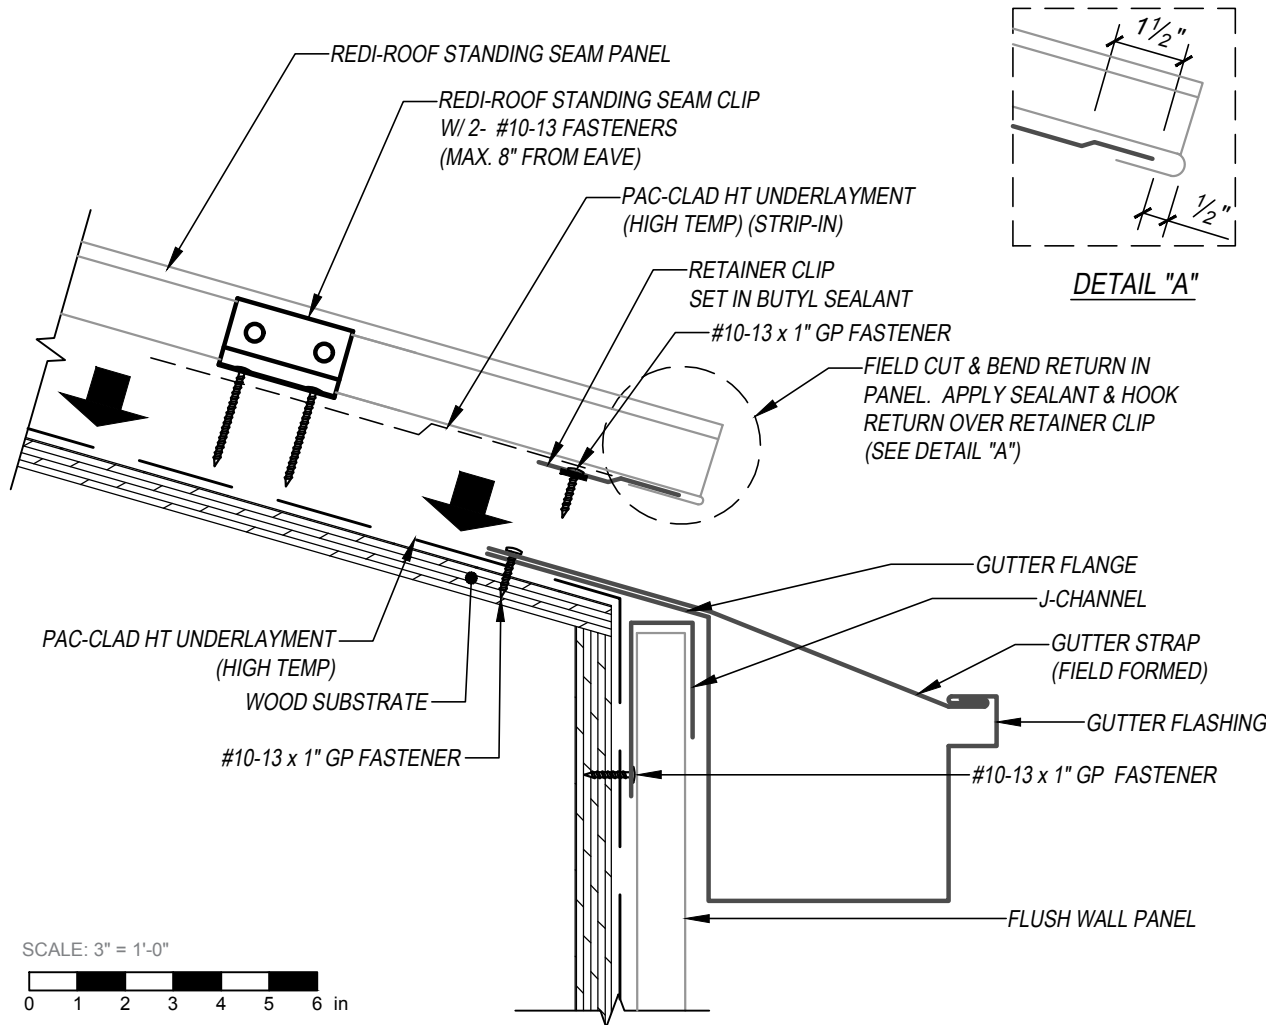 REDI-ROOF STANDING SEAM PANEL
REDI-ROOF STANDING SEAM CLIP
W/ 2- #10-13 FASTENERS
(MAX. 8" FROM EAVE)
PAC-CLAD HT UNDERLAYMENT
(HIGH TEMP) (STRIP-IN)
RETAINER CLIP
SET IN BUTYL SEALANT
#10-13 x 1" GP FASTENER
FIELD CUT & BEND RETURN IN
PANEL. APPLY SEALANT & HOOK
RETURN OVER RETAINER CLIP
(SEE DETAIL "A")
1 1/2"
1/2"
DETAIL "A"
GUTTER FLANGE
J-CHANNEL
GUTTER STRAP
(FIELD FORMED)
GUTTER FLASHING
#10-13 x 1" GP FASTENER
FLUSH WALL PANEL
PAC-CLAD HT UNDERLAYMENT
(HIGH TEMP)
WOOD SUBSTRATE
#10-13 x 1" GP FASTENER
SCALE: 3" = 1'-0"
0 1 2 3 4 5 6 in